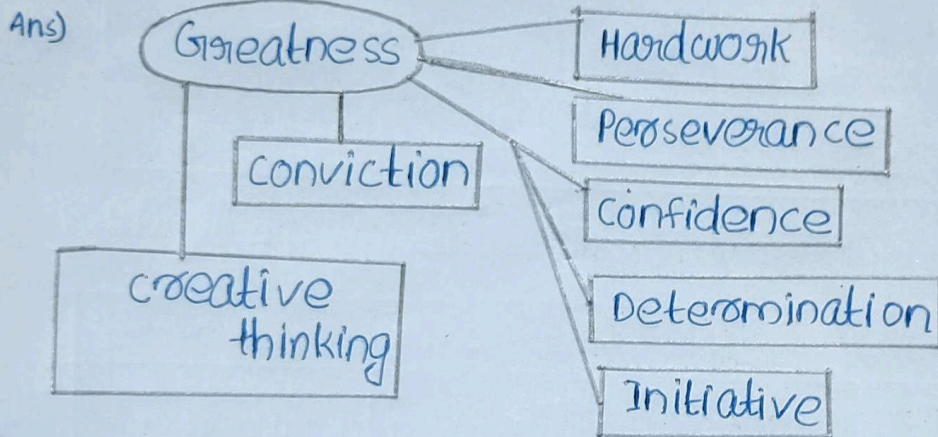 Ans)
Greatness
Hardwork
Perseverance
conviction
confidence
creative
thinking
Determination
Initiative